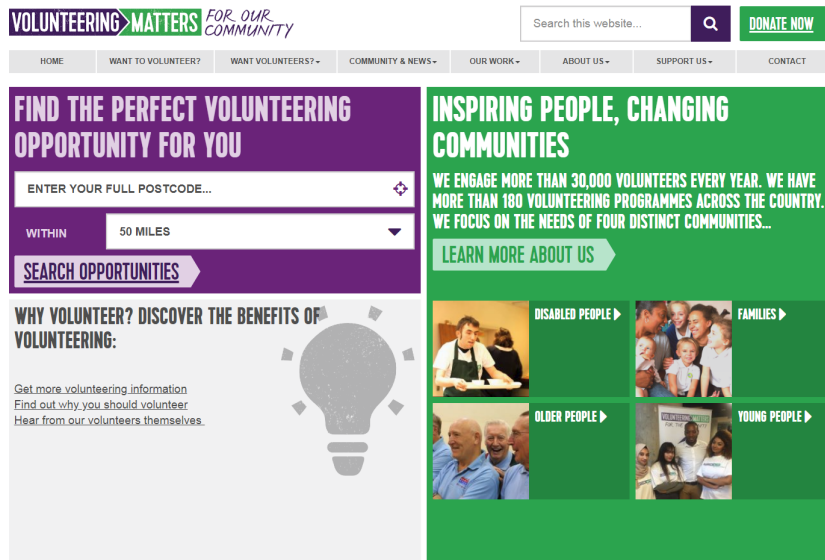 VOLUNTEERING MATTERS FOR OUR COMMUNITY
Search this website...
DONATE NOW
HOME
WANT TO VOLUNTEER?
WANT VOLUNTEERS?
COMMUNITY & NEWS
OUR WORK
ABOUT US
SUPPORT US
CONTACT
FIND THE PERFECT VOLUNTEERING
OPPORTUNITY FOR YOU
ENTER YOUR FULL POSTCODE...
WITHIN
50 MILES
SEARCH OPPORTUNITIES
WHY VOLUNTEER? DISCOVER THE BENEFITS OF
VOLUNTEERING:
Get more volunteering information
Find out why you should volunteer
Hear from our volunteers themselves
INSPIRING PEOPLE, CHANGING
COMMUNITIES
WE ENGAGE MORE THAN 30,000 VOLUNTEERS EVERY YEAR. WE HAVE
MORE THAN 180 VOLUNTEERING PROGRAMMES ACROSS THE COUNTRY.
WE FOCUS ON THE NEEDS OF FOUR DISTINCT COMMUNITIES...
LEARN MORE ABOUT US
DISABLED PEOPLE
FAMILIES
OLDER PEOPLE
VOLUNTEERING MATTERS
YOUNG PEOPLE